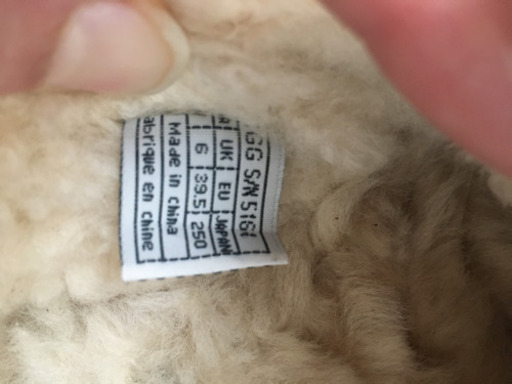 GG S/N 516
UK EU JAPAN
6 39.5 250
Made in China
abrique en chine